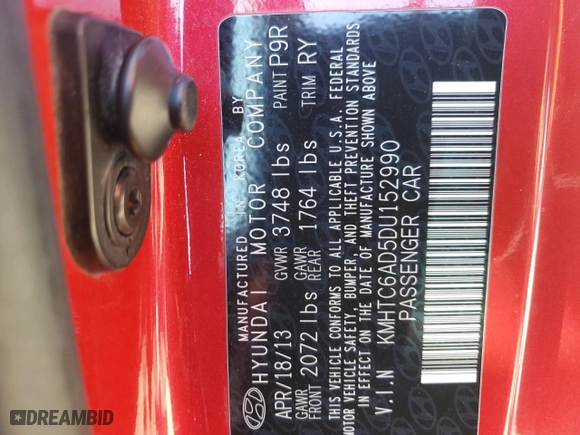 MANUFACTURED IN KOREA BY
HYUNDAI MOTOR COMPANY
APR/18/13 GVWR 3748 lbs PAINT P9R
FRONT 2072 lbs GAWR REAR 1764 lbs TRIM RY
THIS VEHICLE CONFORMS TO ALL APPLICABLE U.S.A. FEDERAL
MOTOR VEHICLE SAFETY, BUMPER, AND THEFT PREVENTION STANDARDS
IN EFFECT ON THE DATE OF MANUFACTURE SHOWN ABOVE
V.I.N KMHTC6AD5DU152990
PASSENGER CAR
DREAMBID